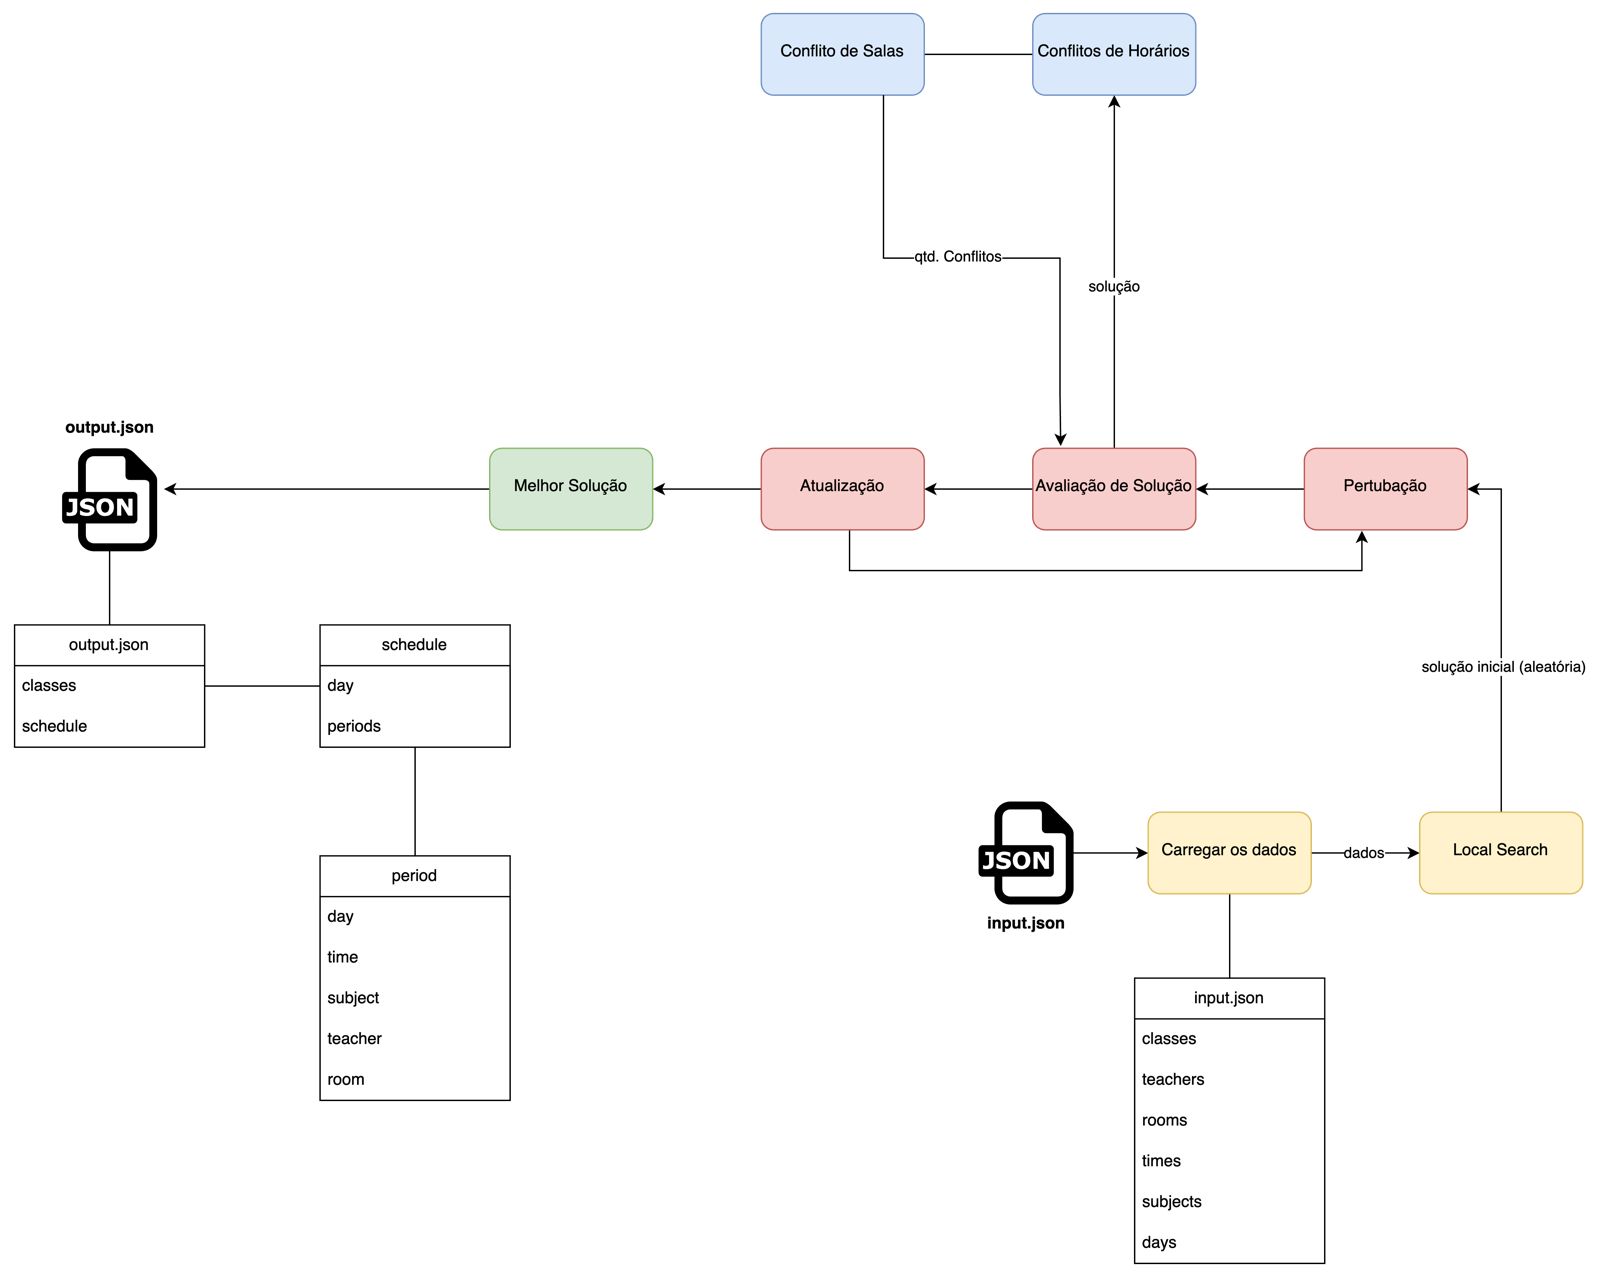 Conflito de Salas
Conflitos de Horários
qtd. Conflitos
solução
output.json
JSON
Melhor Solução
Atualização
Avaliação de Solução
Pertubação
output.json
classes
schedule
schedule
day
periods
solução inicial (aleatória)
period
day
time
subject
teacher
room
JSON
input.json
Carregar os dados
dados
Local Search
input.json
classes
teachers
rooms
times
subjects
days